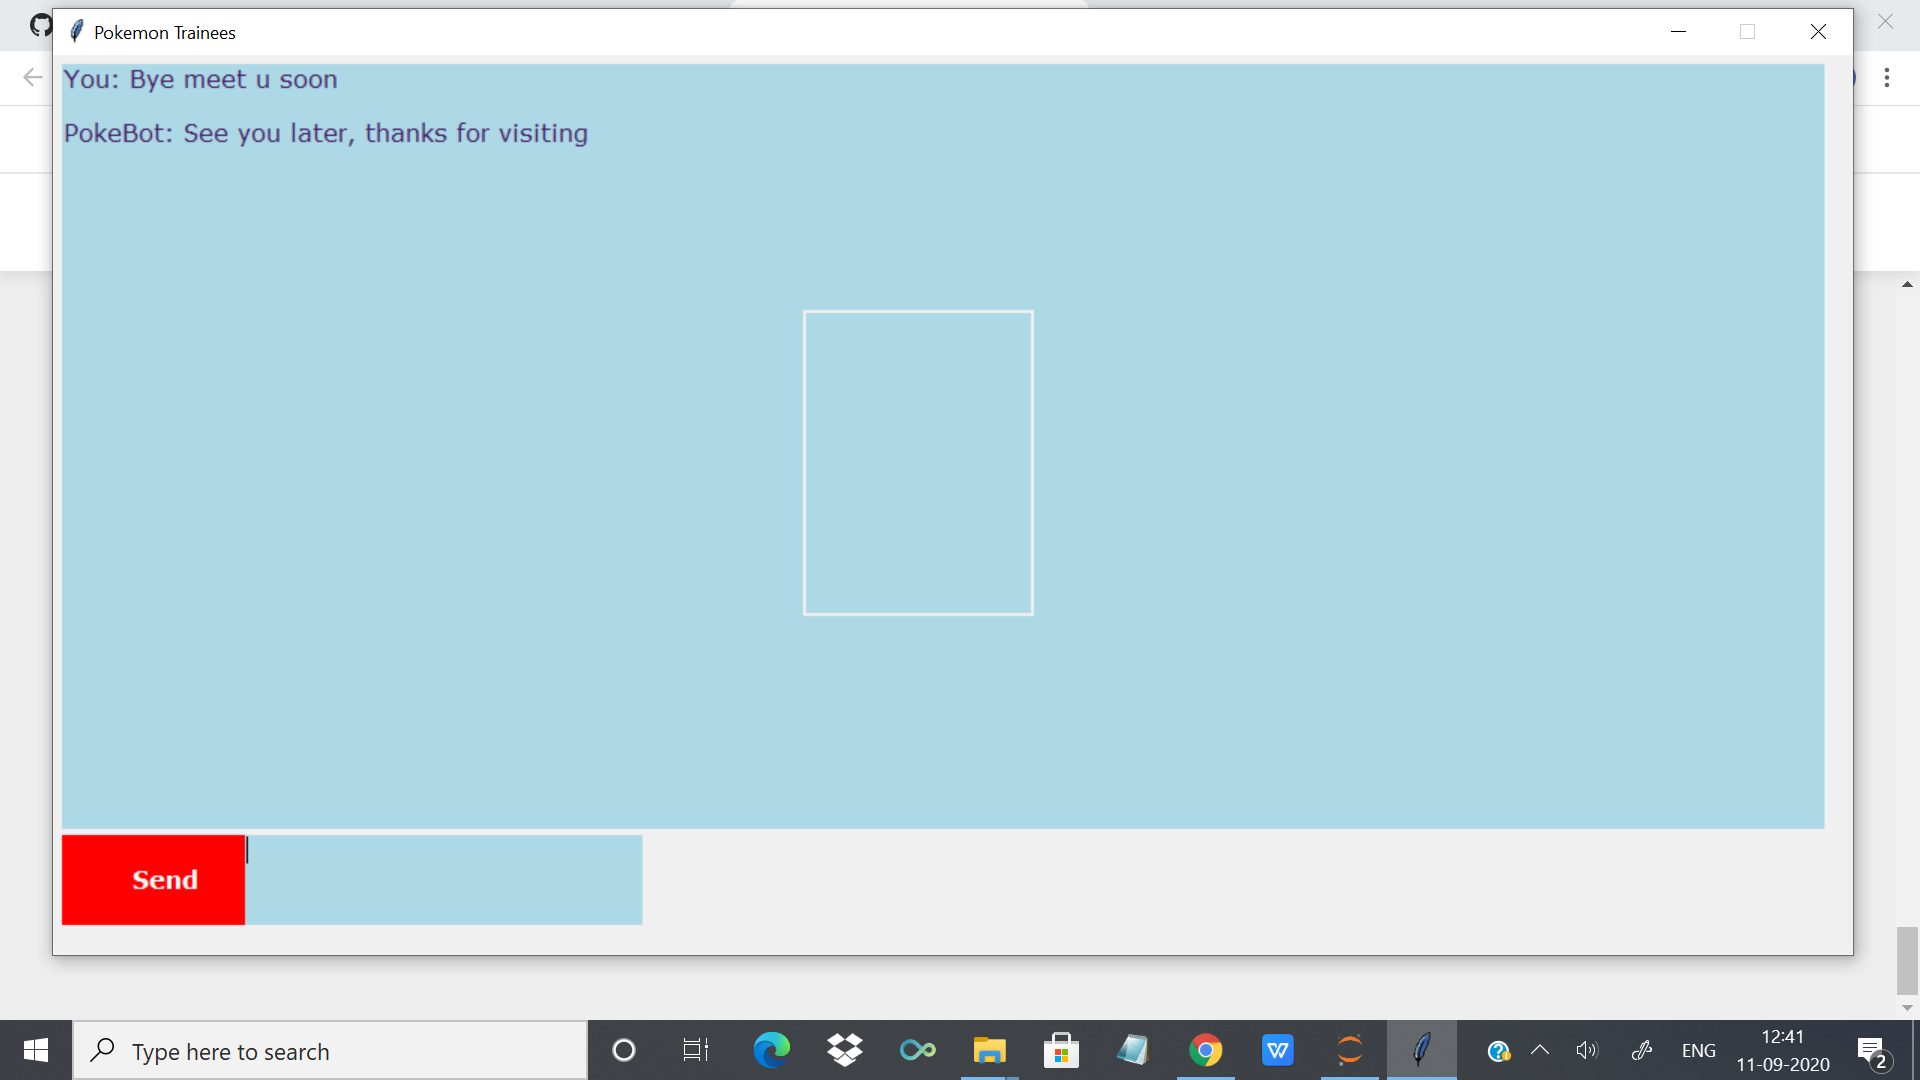 Pokemon Trainees
You: Bye meet u soon
PokeBot: See you later, thanks for visiting
Send
Type here to search
W
ENG
12:41
11-09-2020
2